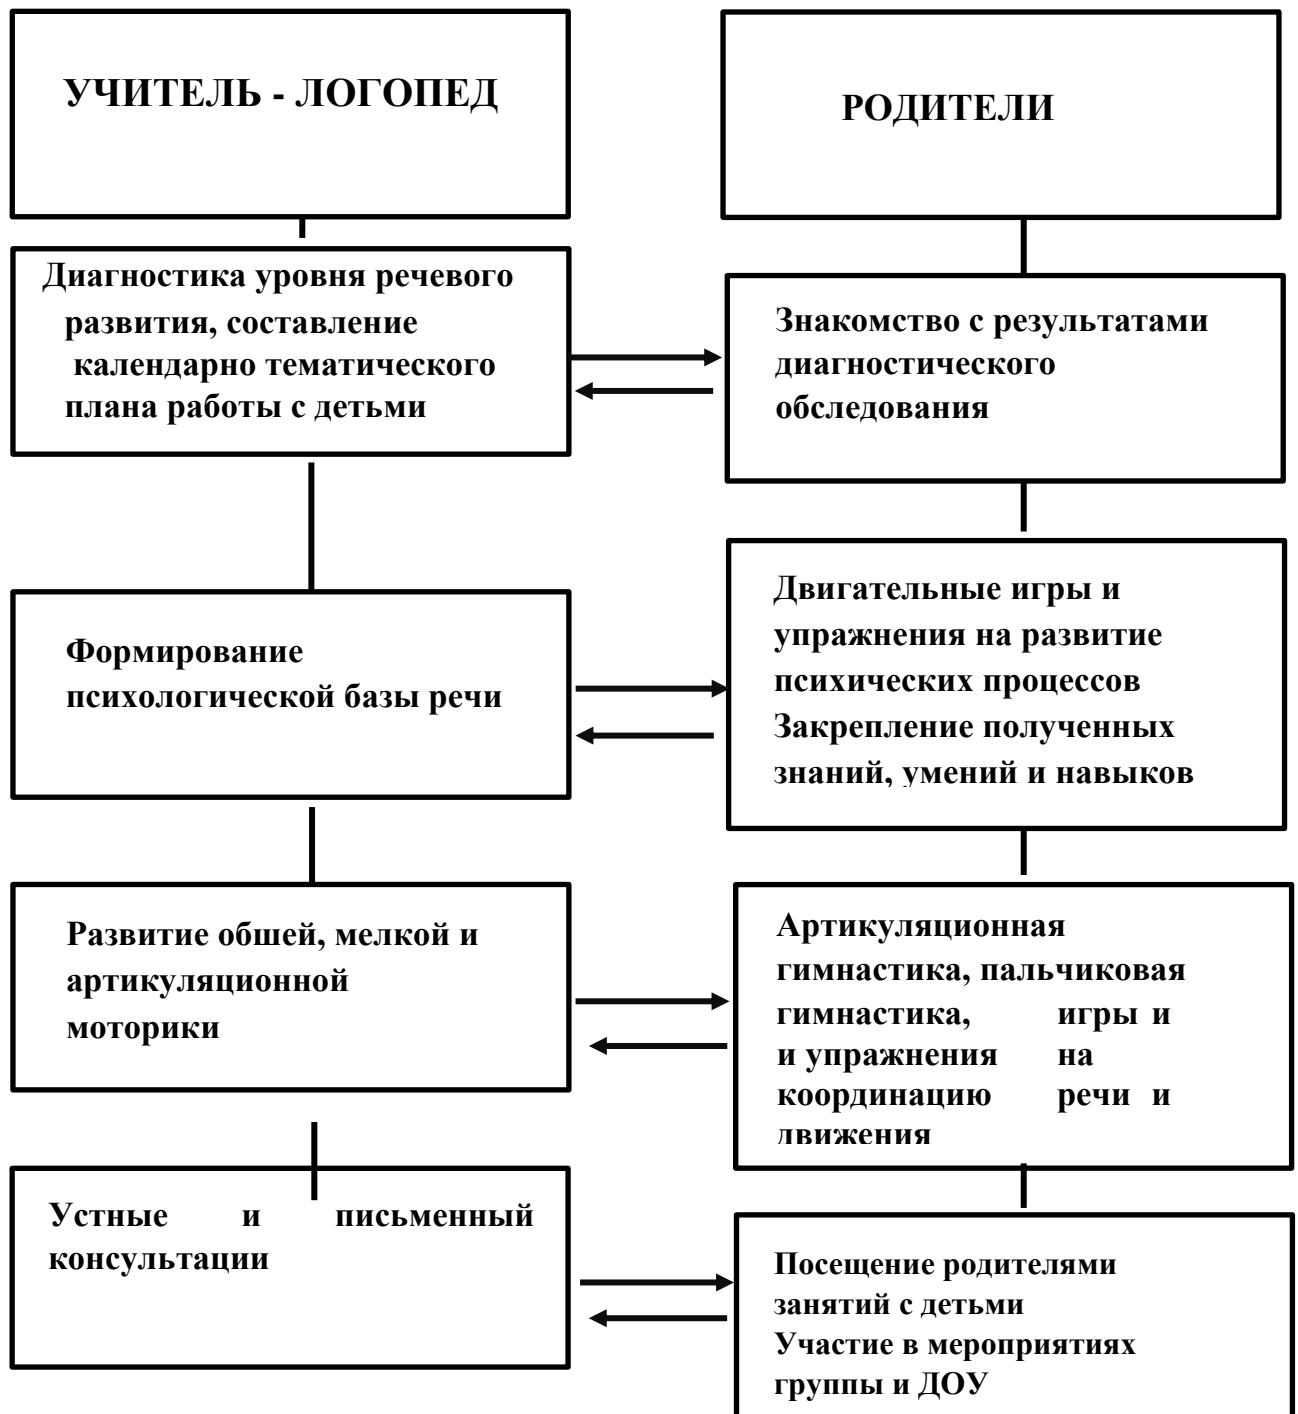 УЧИТЕЛЬ - ЛОГОПЕД
РОДИТЕЛИ
Диагностика уровня речевого
развития, составление
календарно тематического
плана работы с детьми
Знакомство с результатами
диагностического
обследования
Формирование
психологической базы речи
Двигательные игры и
упражнения на развитие
психических процессов
Закрепление полученных
знаний, умений и навыков
Развитие обшей, мелкой и
артикуляционной
моторики
Артикуляционная
гимнастика, пальчиковая
гимнастика, игры и
и упражнения на
координацию речи и
движения
Устные и письменный
консультации
Посещение родителями
занятий с детьми
Участие в мероприятиях
группы и ДОУ